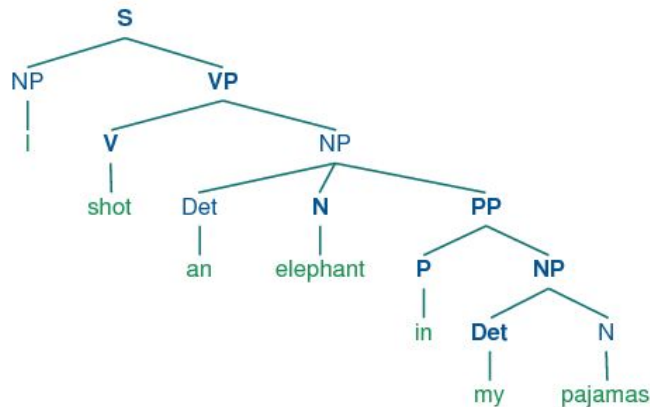 S
NP VP
I V NP
shot Det N PP
an elephant P NP
in Det N
my pajamas